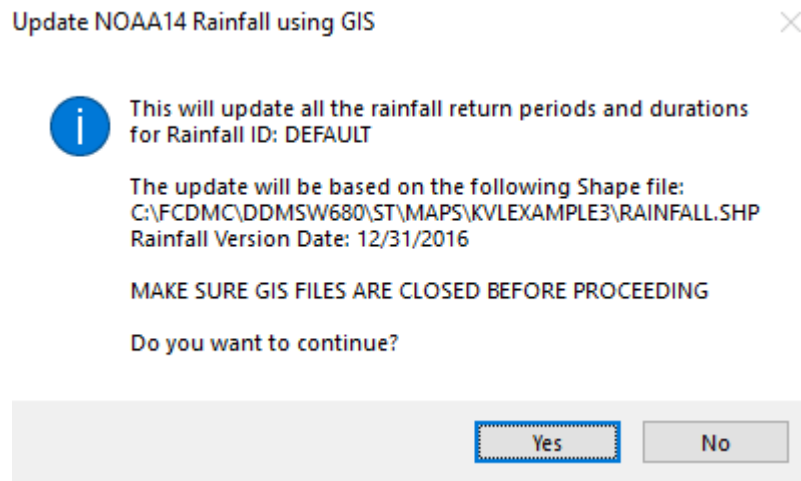 Update NOAA14 Rainfall using GIS
This will update all the rainfall return periods and durations
for Rainfall ID: DEFAULT
The update will be based on the following Shape file:
C:\FCDMC\DDMSW680\ST\MAPS\KVLEXAMPLE3\RAINFALL.SHP
Rainfall Version Date: 12/31/2016
MAKE SURE GIS FILES ARE CLOSED BEFORE PROCEEDING
Do you want to continue?
Yes
No